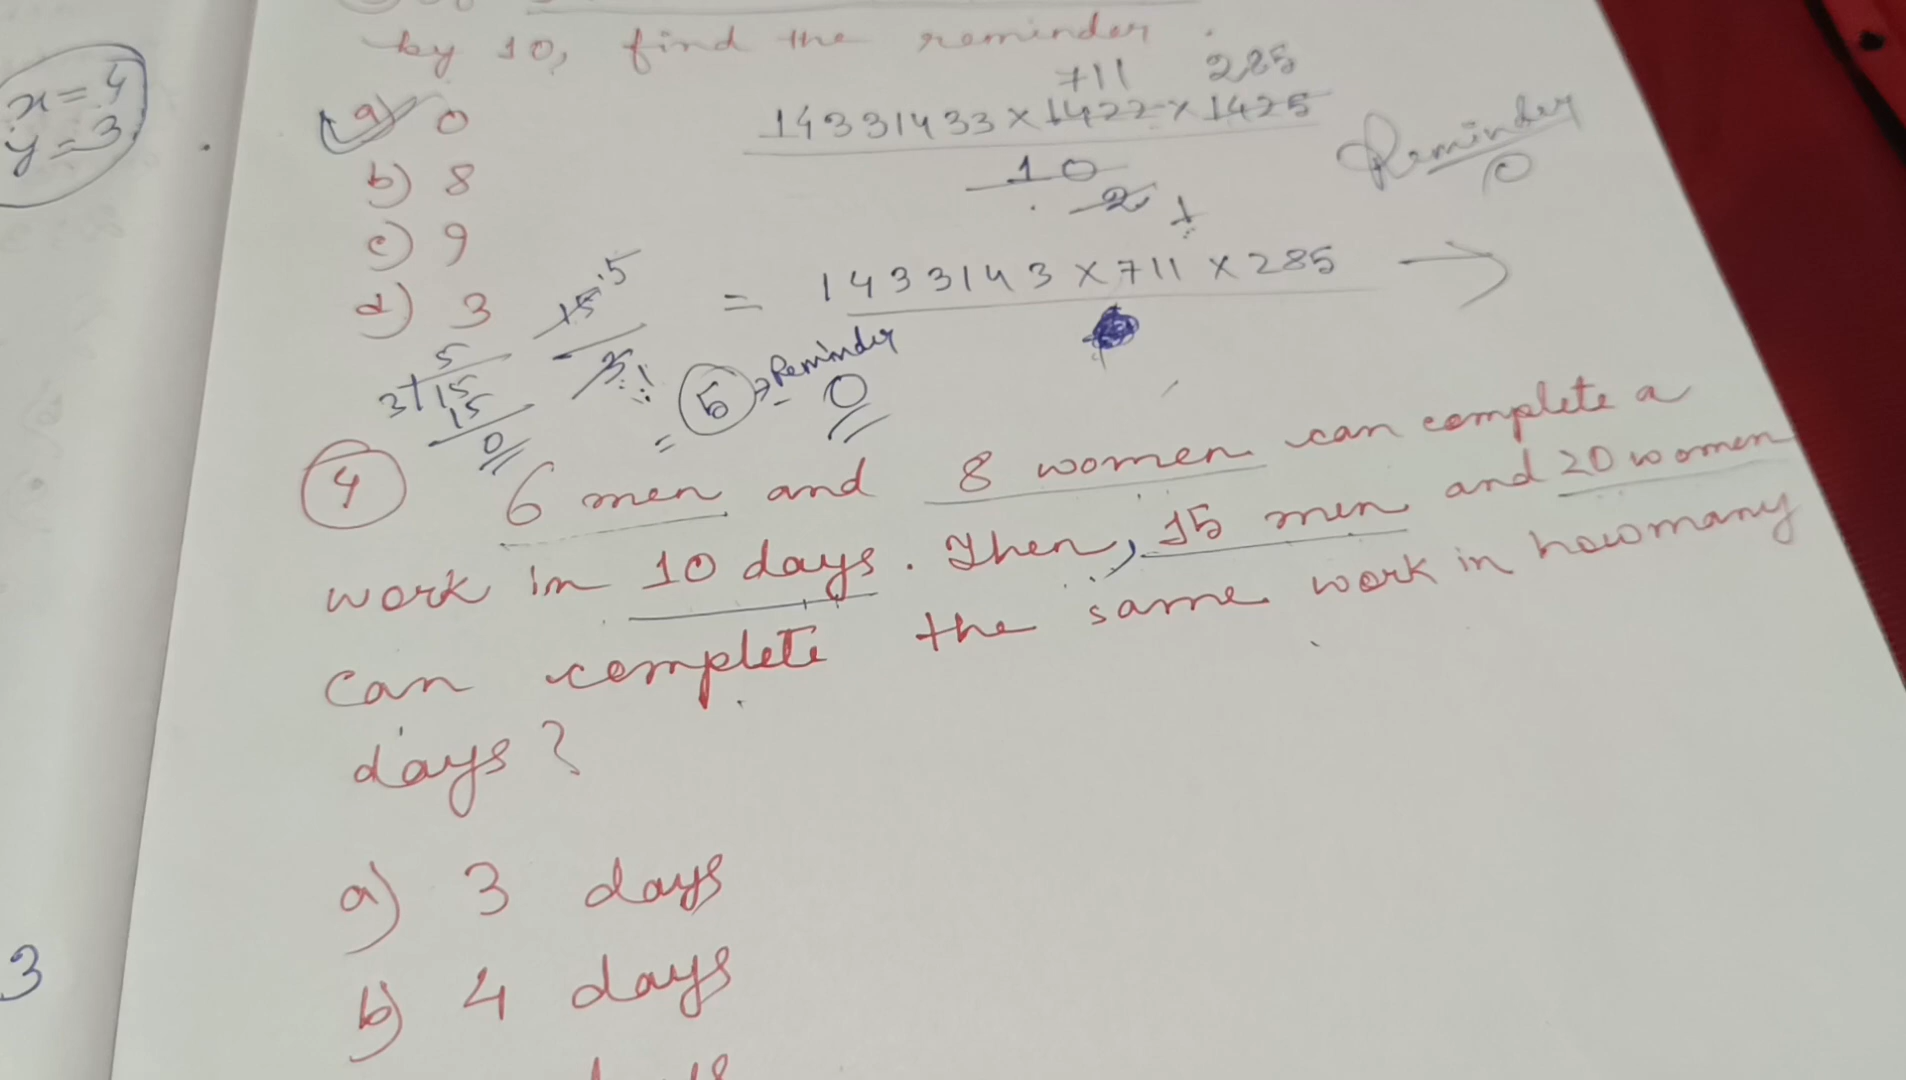 x=4
y=3
by 10, find the reminder.
a) 0
711 285
14331433 x 1422 x 1425
10
2 1
Reminder
0
b) 8
c) 9
d) 3
= 1433143 x 711 x 285
15 5
3
= 5 → Reminder
0
5
3 15
15
0
4 6 men and 8 women can complete a
work in 10 days. Then, 15 men and 20 women
can complete the same work in how many
days?
a) 3 days
b) 4 days
3